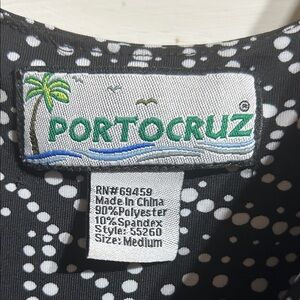 PORTOCRUZ®
RN#69459
Made in China
90%Polyester
10%Spandex
Style: 55260
Size: Medium